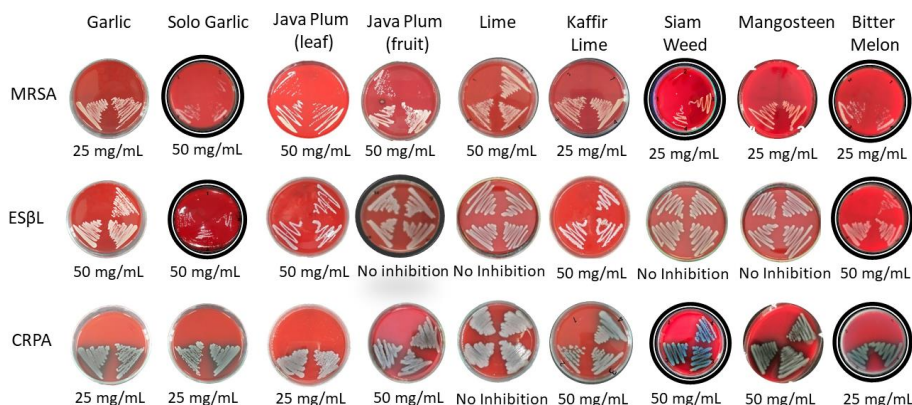 Garlic Solo Garlic Java Plum (leaf) Java Plum (fruit) Lime Kaffir Lime Siam Weed Mangosteen Bitter Melon
MRSA
25 mg/mL 50 mg/mL 50 mg/mL 50 mg/mL 50 mg/mL 25 mg/mL 25 mg/mL 25 mg/mL 25 mg/mL
ESβL
50 mg/mL 50 mg/mL 50 mg/mL No inhibition No Inhibition 50 mg/mL No Inhibition No Inhibition 50 mg/mL
CRPA
25 mg/mL 25 mg/mL 25 mg/mL 50 mg/mL No Inhibition 50 mg/mL 50 mg/mL 50 mg/mL 25 mg/mL